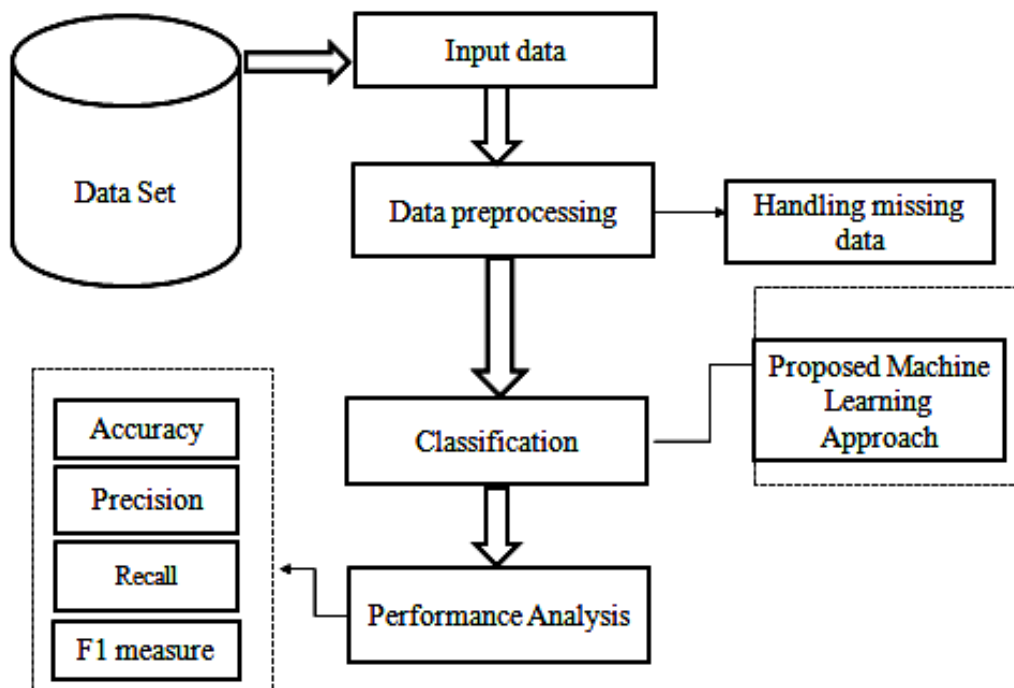 Input data
Data Set
Data preprocessing
Handling missing
data
Proposed Machine
Learning
Approach
Classification
Accuracy
Precision
Recall
F1 measure
Performance Analysis